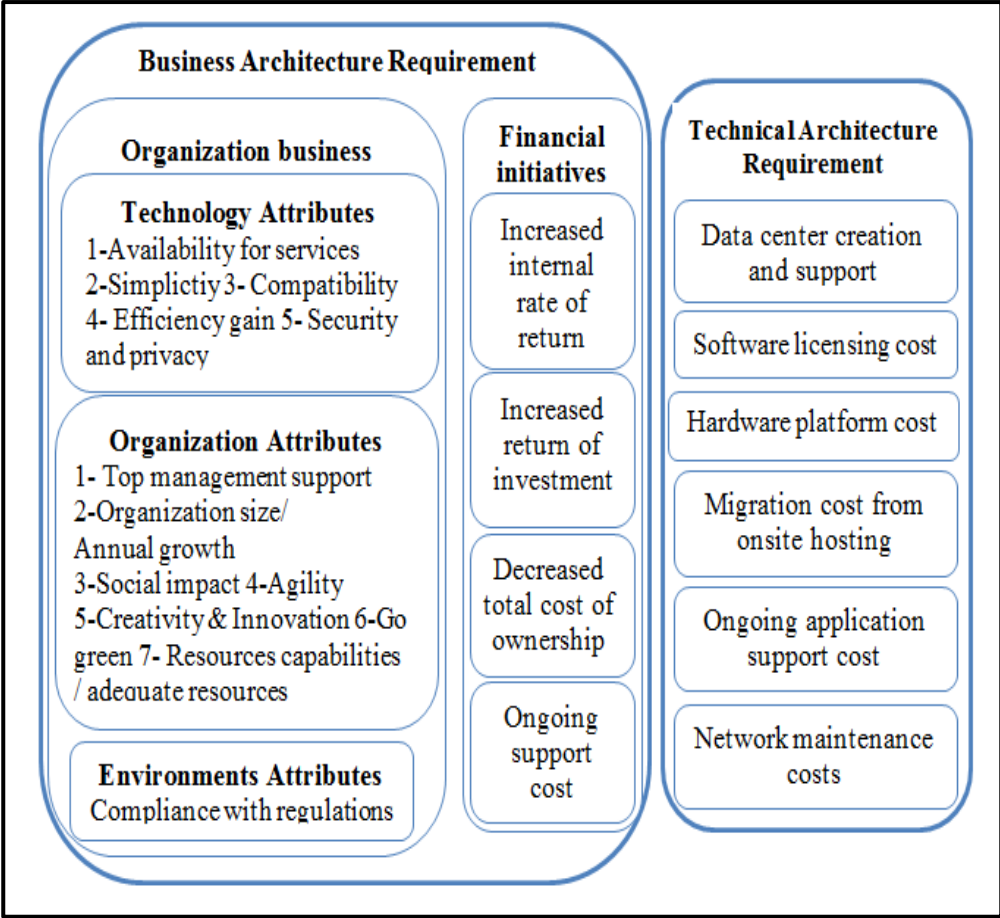 Business Architecture Requirement
Organization business
Technology Attributes
1-Availability for services
2-Simplictiy 3- Compatibility
4- Efficiency gain 5- Security
and privacy
Organization Attributes
1- Top management support
2-Organization size/
Annual growth
3-Social impact 4-Agility
5-Creativity & Innovation 6-Go
green 7- Resources capabilities
/ adequate resources
Environments Attributes
Compliance with regulations
Financial
initiatives
Increased
internal
rate of
return
Increased
return of
investment
Decreased
total cost of
ownership
Ongoing
support
cost
Technical Architecture
Requirement
Data center creation
and support
Software licensing cost
Hardware platform cost
Migration cost from
onsite hosting
Ongoing application
support cost
Network maintenance
costs